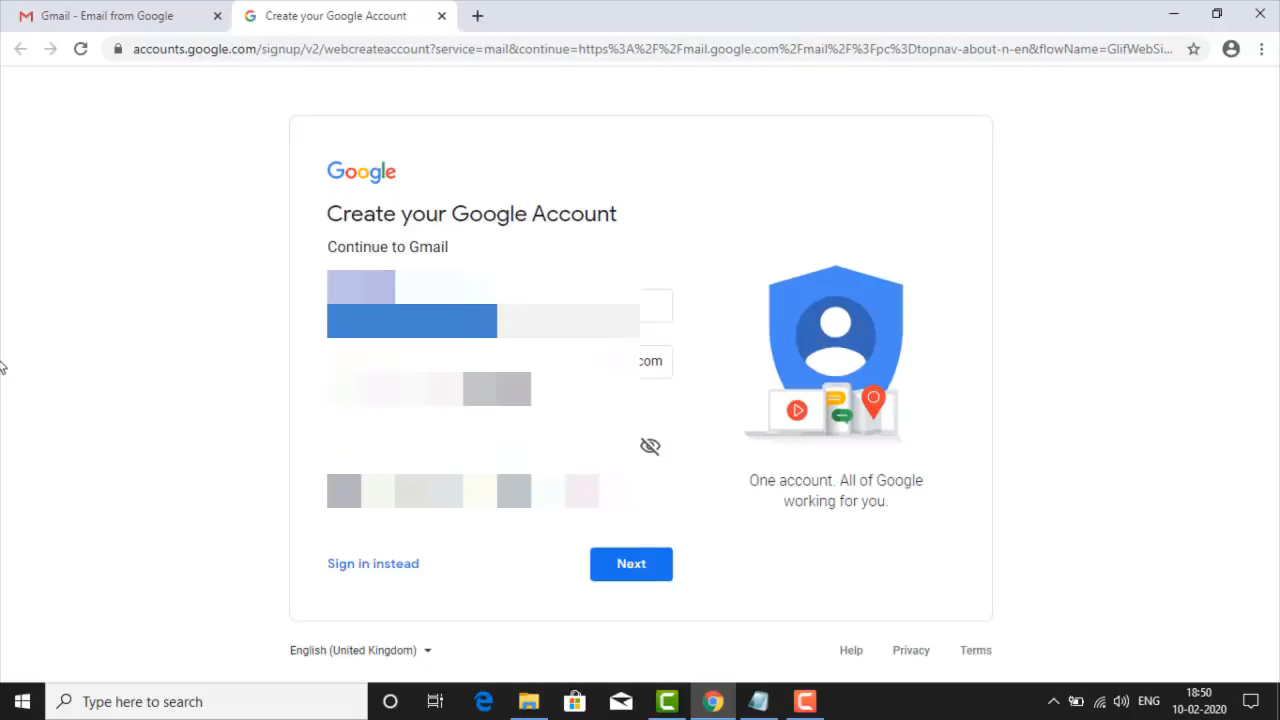 Gmail - Email from Google
Create your Google Account
accounts.google.com/signup/v2/webcreateaccount?service=mail&continue=https%3A%2F%2Fmail.google.com%2Fmail%2F%3Fpc%3Dtopnav-about-n-en&flowName=GlifWebSi...
Google
Create your Google Account
Continue to Gmail
com
One account. All of Google
working for you.
Sign in instead
Next
English (United Kingdom)
Help
Privacy
Terms
Type here to search
ENG
18:50
10-02-2020